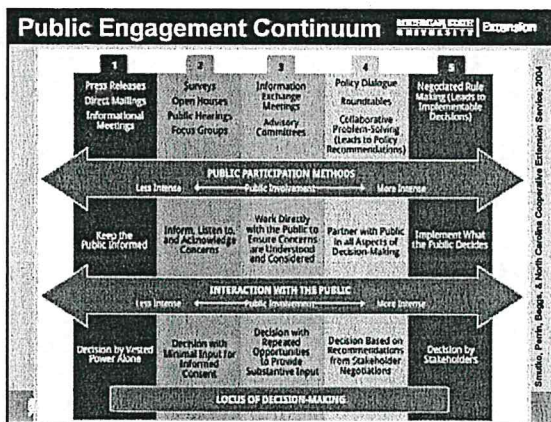 Public Engagement Continuum
MICHIGAN STATE UNIVERSITY Extension
1
Press Releases
Direct Mailings
Informational Meetings
2
Surveys
Open Houses
Public Hearings
Focus Groups
3
Information Exchange Meetings
Advisory Committees
4
Policy Dialogue
Roundtables
Collaborative Problem-Solving (Leads to Policy Recommendations)
5
Negotiated Rule Making (Leads to Implementable Decisions)
PUBLIC PARTICIPATION METHODS
Less Intense Public Involvement More Intense
Keep the Public Informed
Inform, Listen to, and Acknowledge Concerns
Work Directly with the Public to Ensure Concerns are Understood and Considered
Partner with Public in all Aspects of Decision-Making
Implement What the Public Decides
INTERACTION WITH THE PUBLIC
Less Intense Public Involvement More Intense
Decision by Vested Power Alone
Decision with Minimal Input for Informed Consent
Decision with Repeated Opportunities to Provide Substantive Input
Decision Based on Recommendations from Stakeholder Negotiations
Decision by Stakeholders
LOCUS OF DECISION-MAKING
Smutko, Perrin, Beggs, & North Carolina Cooperative Extension Service; 2004